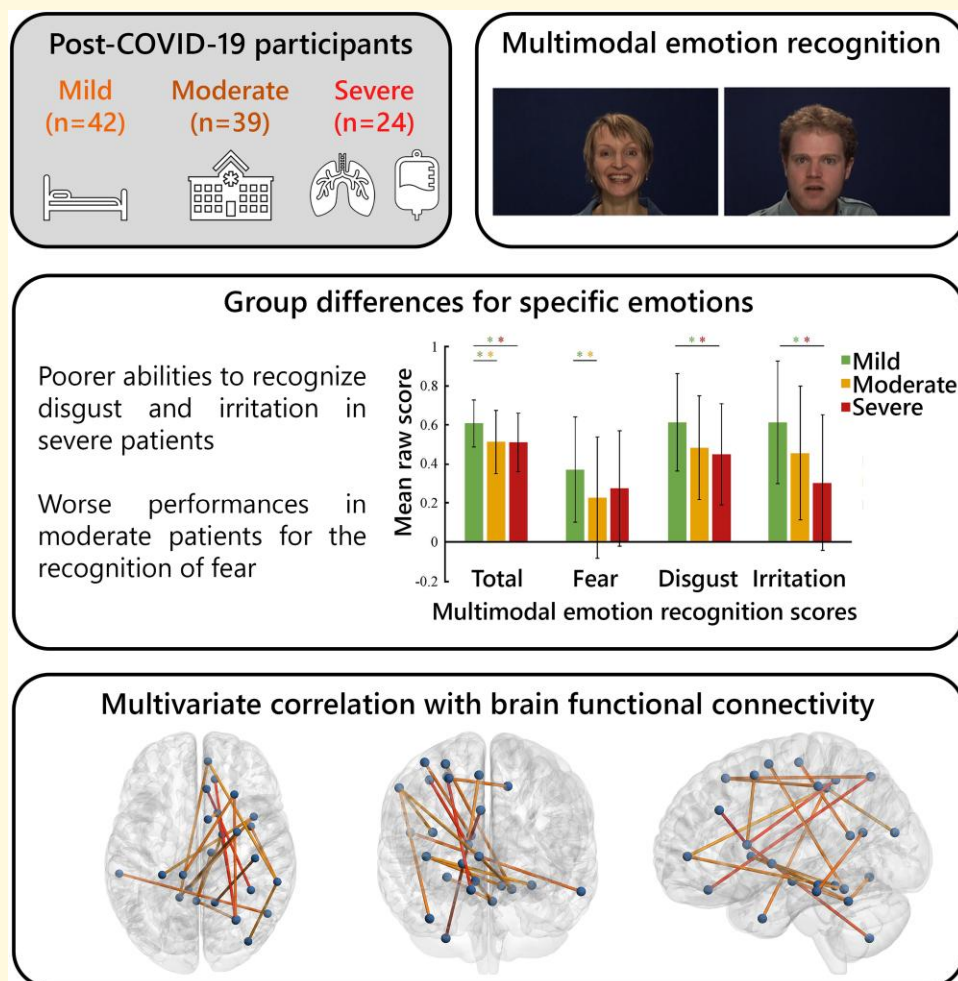 Post-COVID-19 participants
Mild
(n=42)
Moderate
(n=39)
Severe
(n=24)
Multimodal emotion recognition
Group differences for specific emotions
Poorer abilities to recognize
disgust and irritation in
severe patients
Worse performances in
moderate patients for the
recognition of fear
Mean raw score
1
0.8
0.6
0.4
0.2
0
-0.2
* *
* *
* *
* *
* *
Mild
Moderate
Severe
Total
Fear
Disgust
Irritation
Multimodal emotion recognition scores
Multivariate correlation with brain functional connectivity